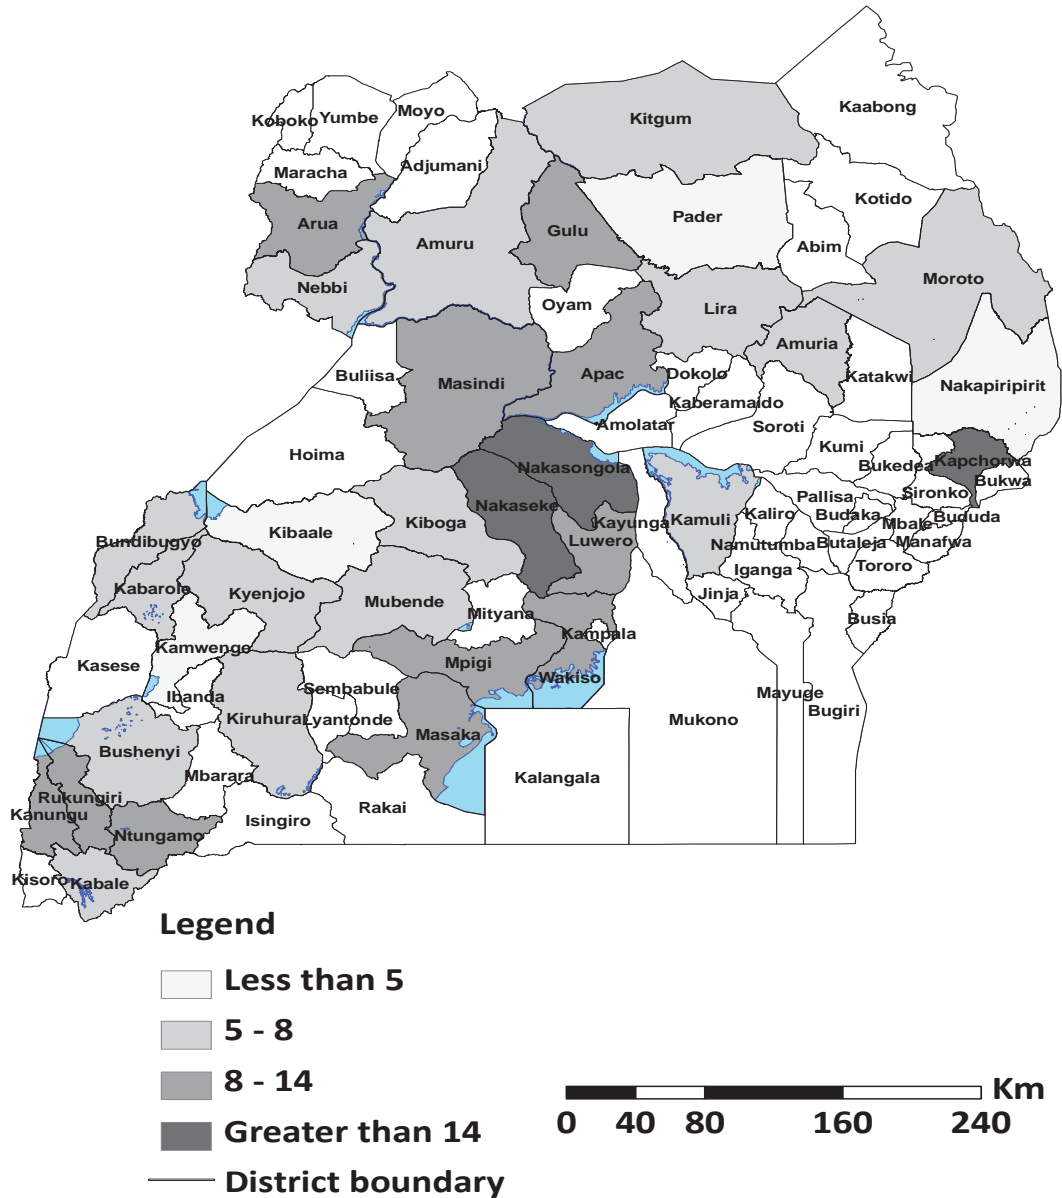 Kaabong
Kitgum
Moyo
Koboko
Yumbe
Adjumani
Maracha
Kotido
Pader
Arua
Gulu
Amuru
Abim
Moroto
Nebbi
Oyam
Lira
Amuria
Buliisa
Masindi
Apac
Dokolo
Katakwi
Nakapiripirit
Kaberamaido
Amolatar
Soroti
Kumi
Hoima
Nakasongola
Bukedea
Kapchorwa
Bukwa
Sironko
Pallisa
Nakaseke
Kibaale
Kiboga
Kayunga
Kamuli
Kaliro
Budaka
Mbale
Bududa
Luwero
Bundibugyo
Namutumba
Butaleja
Manafwa
Iganga
Tororo
Kabarole
Kyenjojo
Mubende
Mityana
Jinja
Busia
Kampala
Kamwenge
Kasese
Mpigi
Wakiso
Ibanda
Sembabule
Mayuge
Bugiri
Kiruhura
Lyantonde
Mukono
Masaka
Bushenyi
Mbarara
Kalangala
Rukungiri
Kanungu
Rakai
Isingiro
Ntungamo
Kisoro
Kabale
Legend
Less than 5
5 - 8
8 - 14
Greater than 14
District boundary
Km
0 40 80 160 240